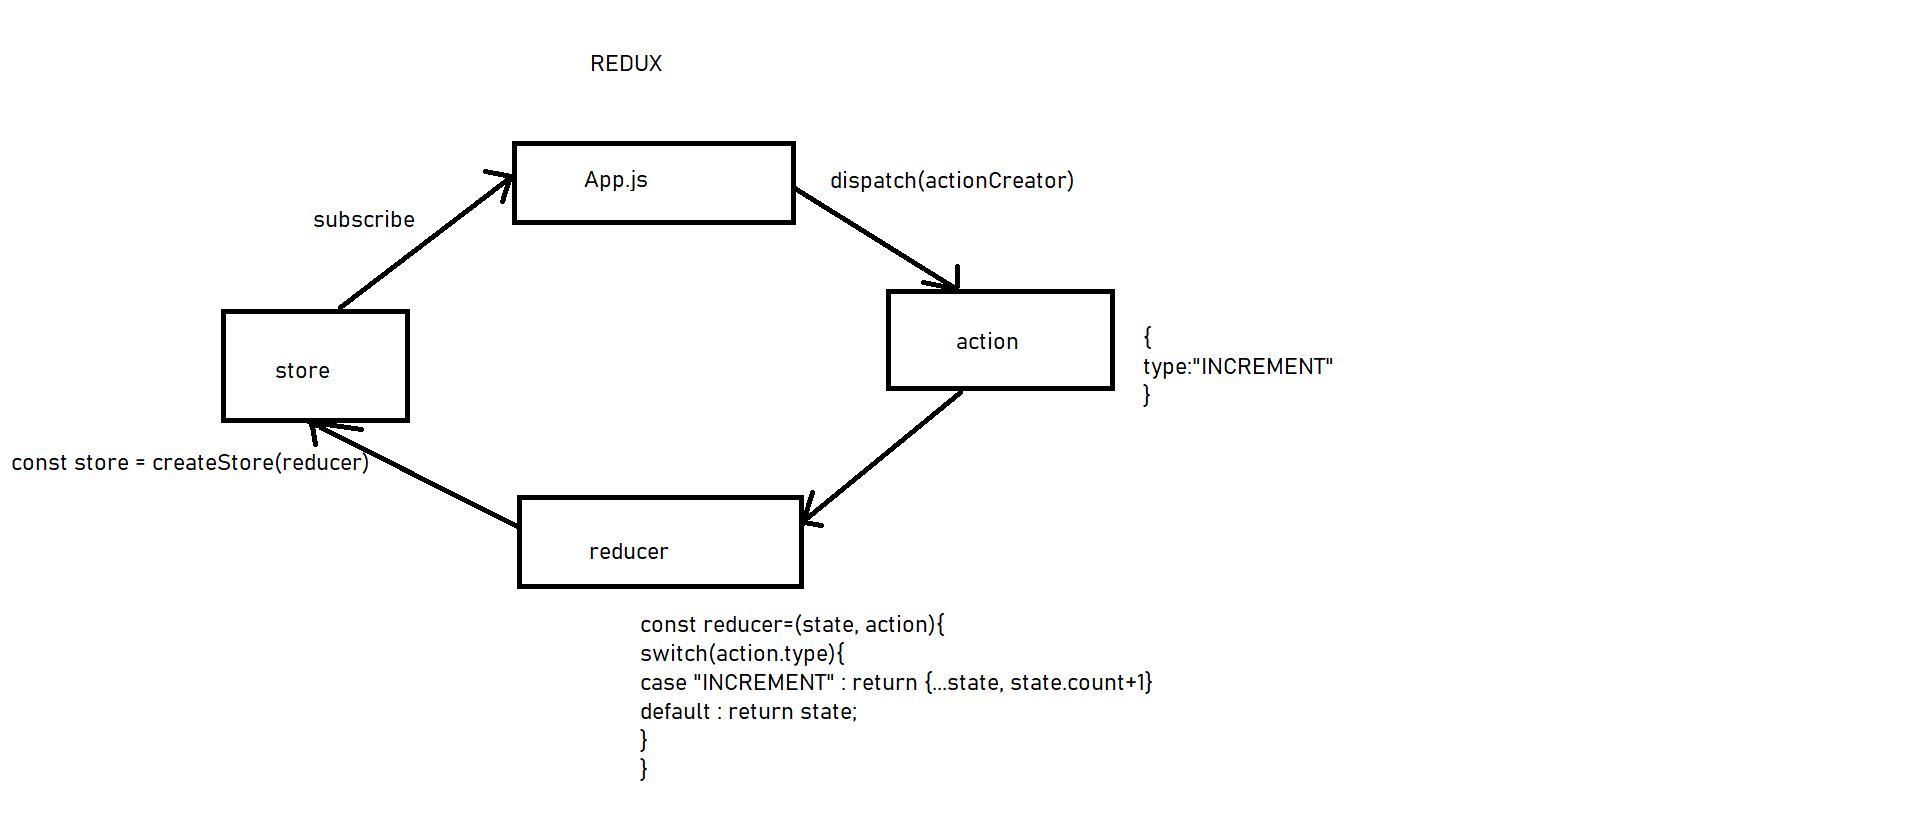 REDUX
App.js
dispatch(actionCreator)
subscribe
action
{
type:"INCREMENT"
}
store
const store = createStore(reducer)
reducer
const reducer=(state, action){
switch(action.type){
case "INCREMENT" : return {...state, state.count+1}
default : return state;
}
}